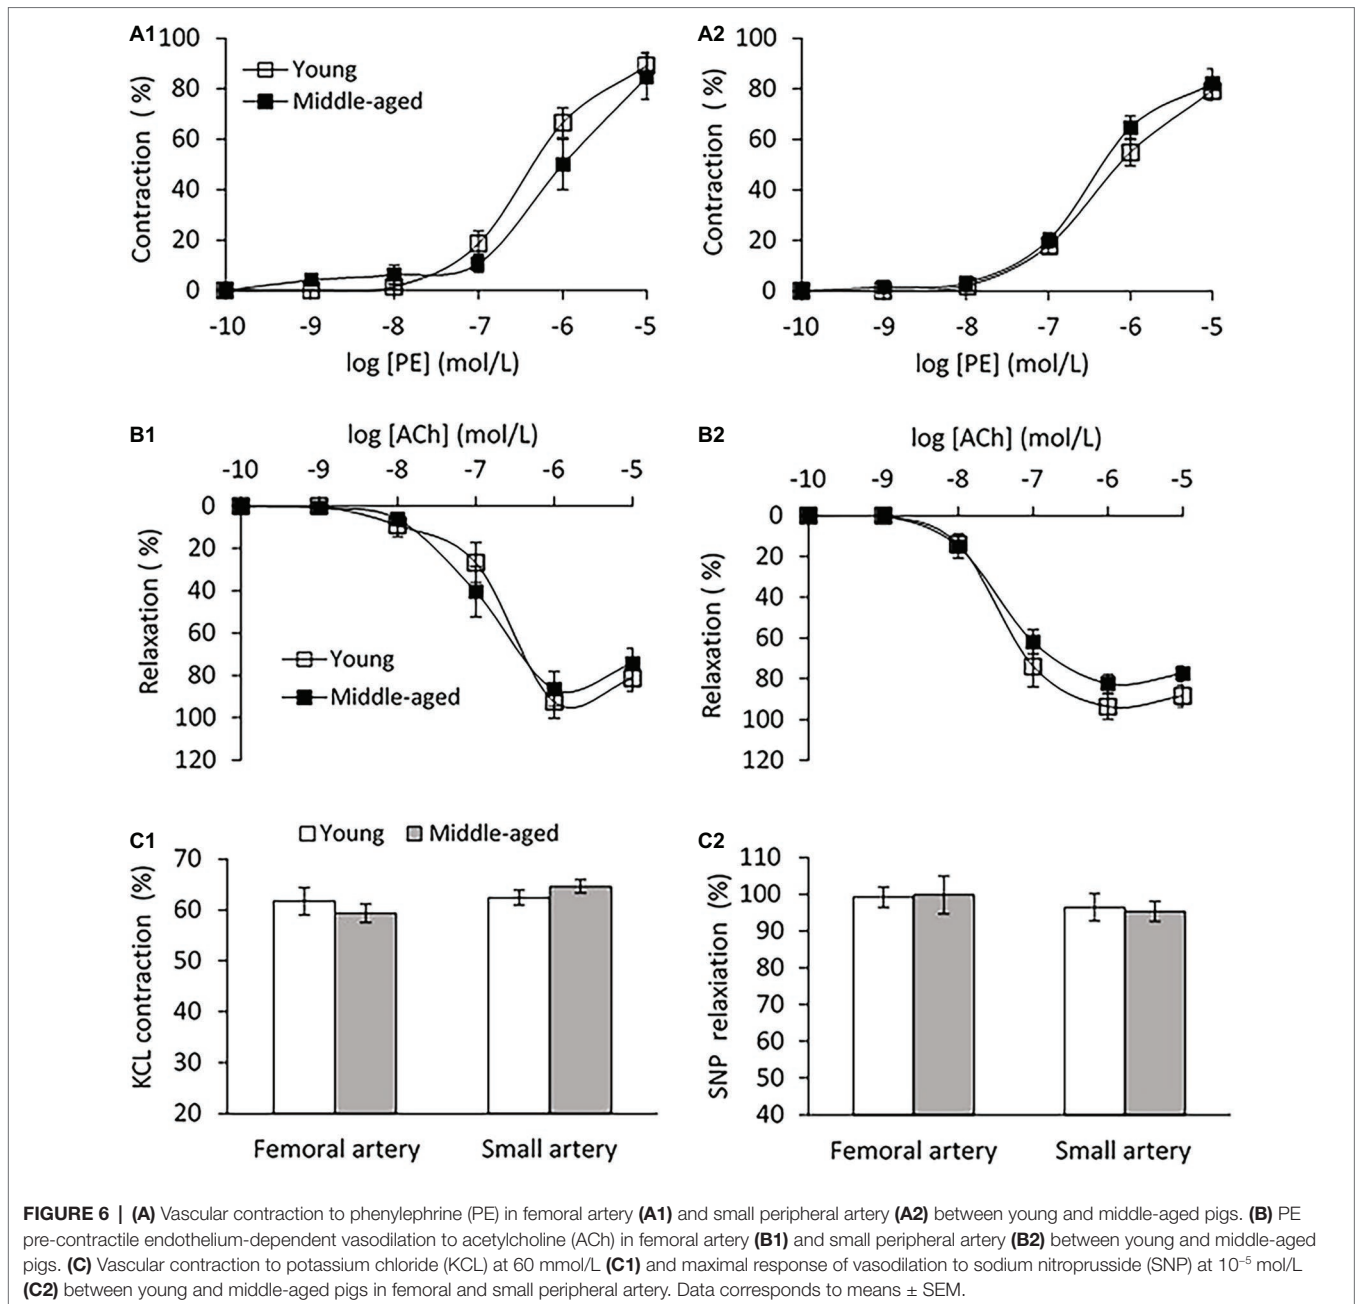 A1
100
80
60
40
20
0
Contraction ( %)
Young
Middle-aged
-10 -9 -8 -7 -6 -5
log [PE] (mol/L)
A2
100
80
60
40
20
0
Contraction ( %)
-10 -9 -8 -7 -6 -5
log [PE] (mol/L)
B1
log [ACh] (mol/L)
-10 -9 -8 -7 -6 -5
0
20
40
60
80
100
120
Relaxation ( %)
Young
Middle-aged
B2
log [ACh] (mol/L)
-10 -9 -8 -7 -6 -5
0
20
40
60
80
100
120
Relaxation ( %)
C1
Young Middle-aged
70
60
50
40
30
20
KCL contraction (%)
Femoral artery Small artery
C2
110
100
90
80
70
60
50
40
SNP relaxiation (%)
Femoral artery Small artery
FIGURE 6 | (A) Vascular contraction to phenylephrine (PE) in femoral artery (A1) and small peripheral artery (A2) between young and middle-aged pigs. (B) PE
pre-contractile endothelium-dependent vasodilation to acetylcholine (ACh) in femoral artery (B1) and small peripheral artery (B2) between young and middle-aged
pigs. (C) Vascular contraction to potassium chloride (KCL) at 60 mmol/L (C1) and maximal response of vasodilation to sodium nitroprusside (SNP) at 10⁻⁵ mol/L
(C2) between young and middle-aged pigs in femoral and small peripheral artery. Data corresponds to means ± SEM.